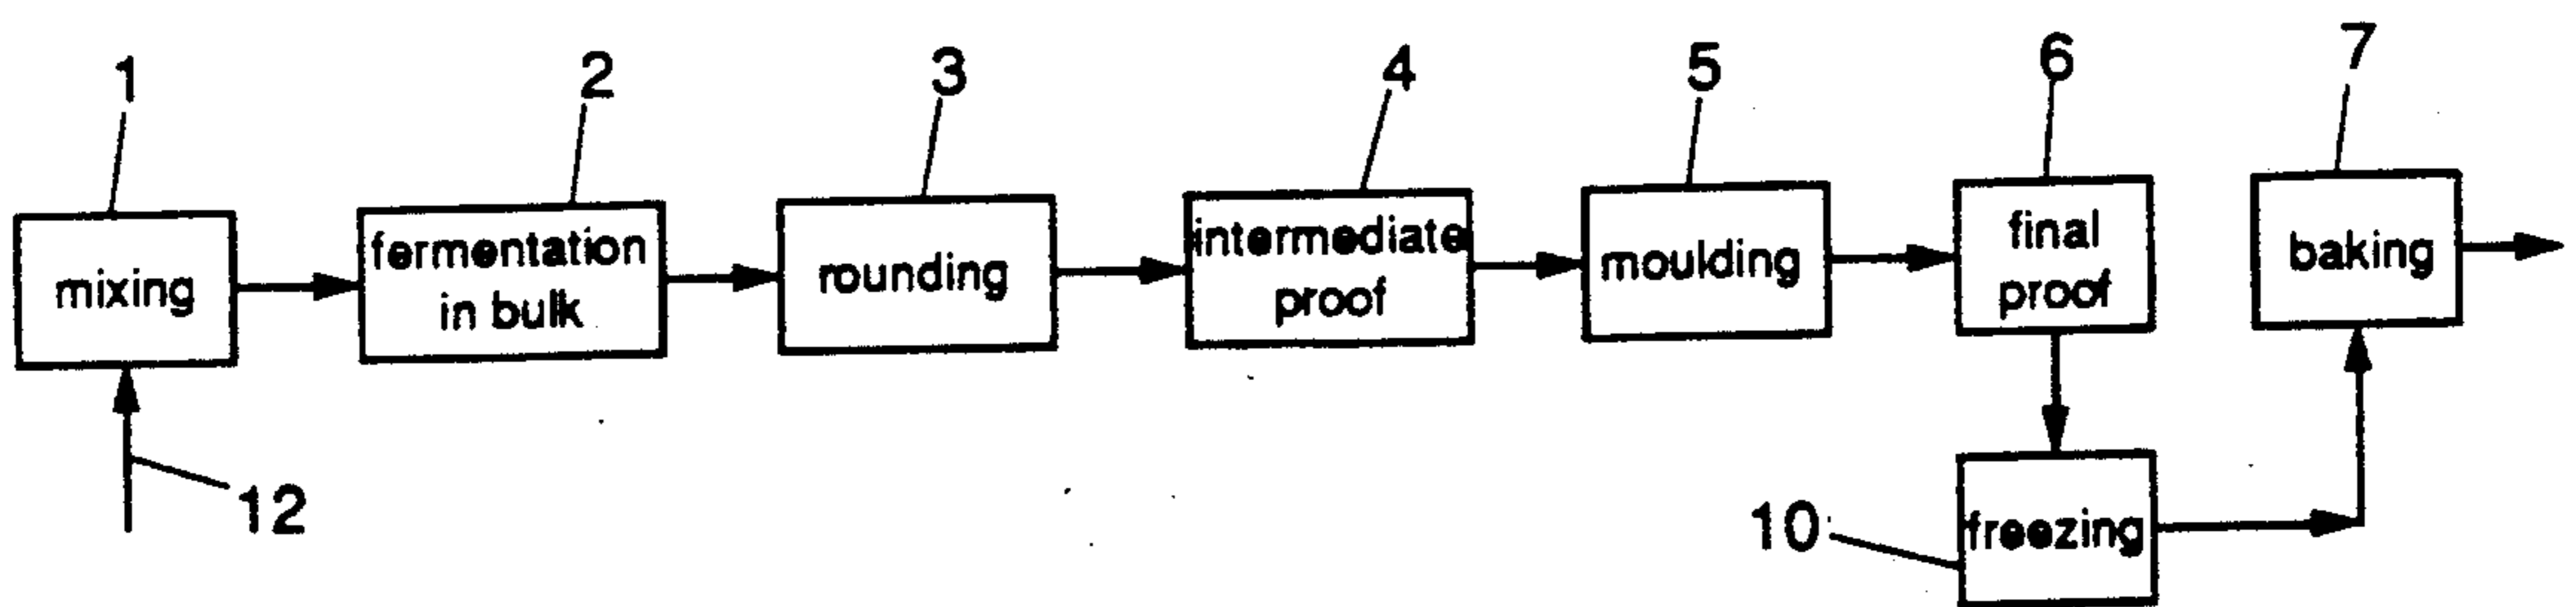 1
2
3
4
5
6
7
mixing
fermentation
in bulk
rounding
intermediate
proof
moulding
final
proof
baking
12
10
freezing